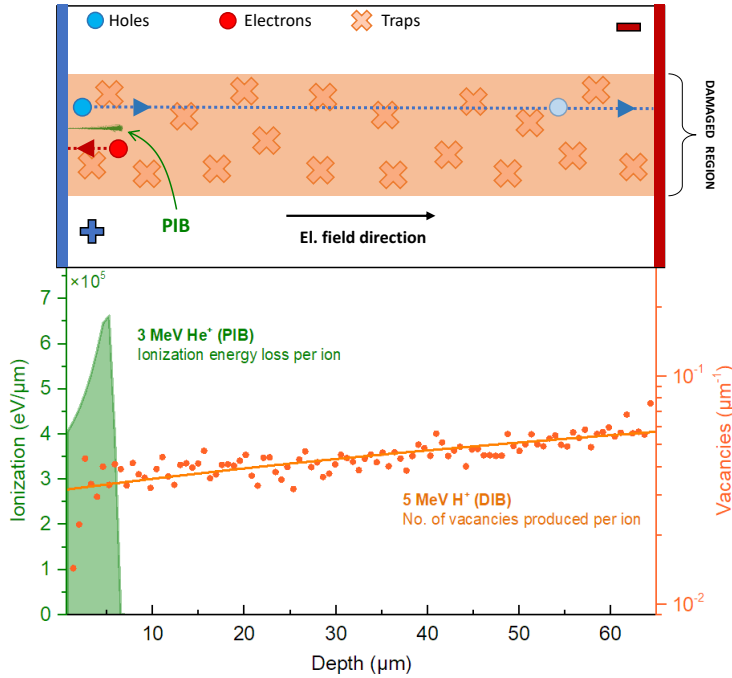 Holes
Electrons
Traps
DAMAGED REGION
PIB
El. field direction
×10⁵
7
6
5
4
3
2
1
0
Ionization (eV/µm)
3 MeV He⁺ (PIB)
Ionization energy loss per ion
5 MeV H⁺ (DIB)
No. of vacancies produced per ion
10⁻¹
10⁻²
Vacancies (µm⁻¹)
10 20 30 40 50 60
Depth (µm)